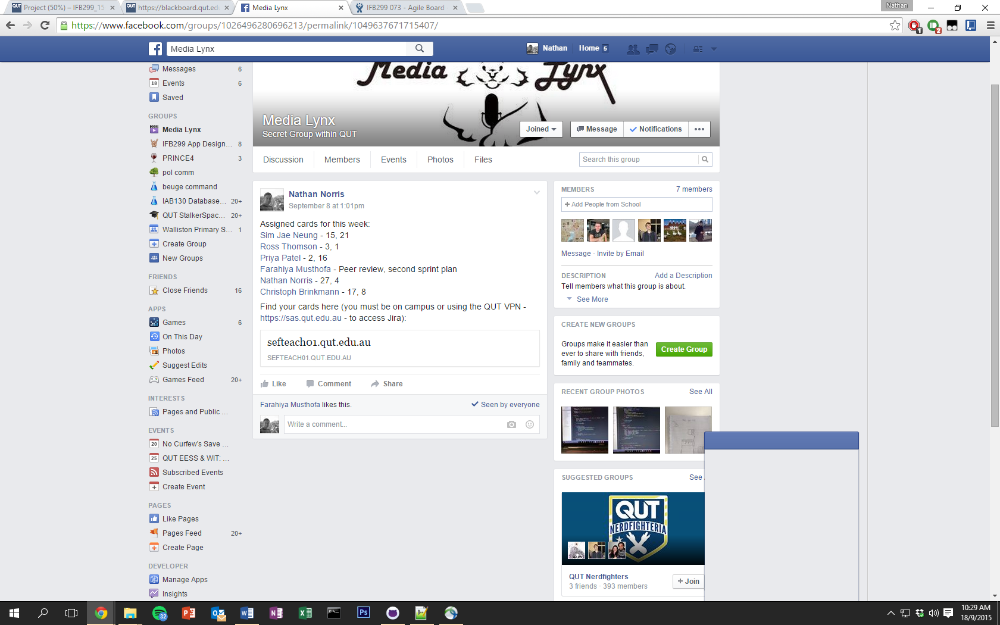 Project (50%) – IFB299_15
https://blackboard.qut.ed
Media Lynx
IFB299 073 - Agile Board -
Nathan
https://www.facebook.com/groups/1026496280696213/permalink/1049637671715407/
1
2
Media Lynx
Nathan
Home 5
Messages 6
18 Events 6
Saved
GROUPS
Media Lynx
IFB299 App Design... 8
PRINCE4 3
pol comm
beuge command
IAB130 Database... 20+
QUT StalkerSpac... 20+
Walliston Primary S... 1
Create Group
New Groups
FRIENDS
Close Friends 16
APPS
Games 6
On This Day
Photos
Suggest Edits
Games Feed 20+
INTERESTS
Pages and Public ...
EVENTS
20 No Curfew's Save ...
25 QUT EESS & WIT: ...
Subscribed Events
Create Event
PAGES
Like Pages
Pages Feed 20+
Create Page
DEVELOPER
Manage Apps
Insights
Media Lynx
Media Lynx
Secret Group within QUT
Joined
Message
Notifications
Discussion Members Events Photos Files
Search this group
Nathan Norris
September 8 at 1:01pm
Assigned cards for this week:
Sim Jae Neung - 15, 21
Ross Thomson - 3, 1
Priya Patel - 2, 16
Farahiya Musthofa - Peer review, second sprint plan
Nathan Norris - 27, 4
Christoph Brinkmann - 17, 8
Find your cards here (you must be on campus or using the QUT VPN -
https://sas.qut.edu.au - to access Jira):
sefteach01.qut.edu.au
SEFTEACH01.QUT.EDU.AU
Like Comment Share
Farahiya Musthofa likes this.
Seen by everyone
Write a comment...
MEMBERS 7 members
+ Add People from School
Message · Invite by Email
DESCRIPTION Add a Description
Tell members what this group is about.
See More
CREATE NEW GROUPS
Groups make it easier than
ever to share with friends,
family and teammates.
Create Group
RECENT GROUP PHOTOS See All
SUGGESTED GROUPS See
QUT
NERDFIGHTERIA
QUT Nerdfighters
3 friends · 393 members
+ Join
32
Ps
10:29 AM
18/9/2015